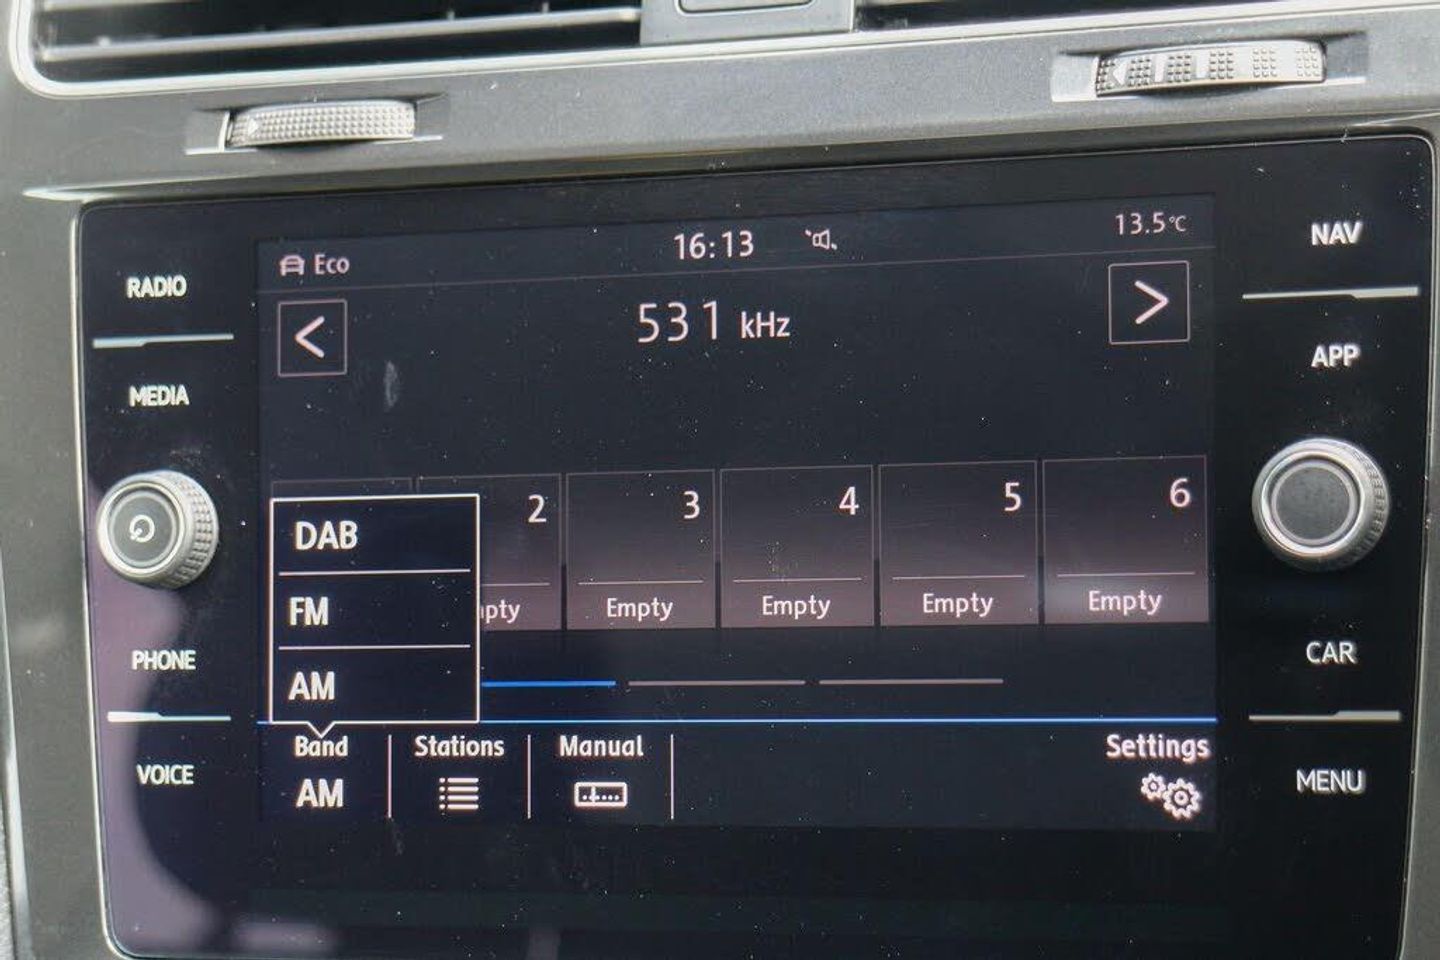 RADIO
MEDIA
PHONE
VOICE
Eco
16:13
13.5°C
<
531 kHz
>
2
3
4
5
6
Empty
Empty
Empty
Empty
DAB
FM
AM
Band
AM
Stations
Manual
Settings
NAV
APP
CAR
MENU